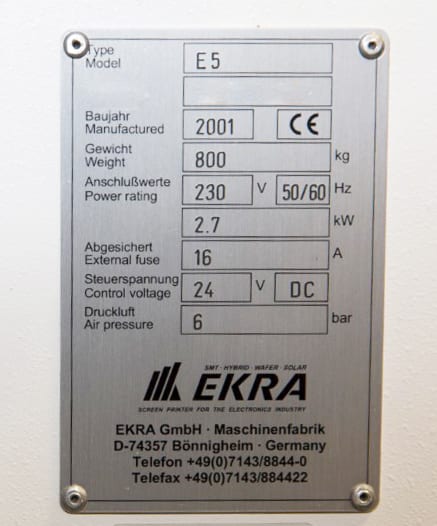 Type
Model E5
Baujahr
Manufactured 2001 CE
Gewicht
Weight 800 kg
Anschlußwerte
Power rating 230 V 50/60 Hz
2.7 kW
Abgesichert
External fuse 16 A
Steuerspannung
Control voltage 24 V DC
Druckluft
Air pressure 6 bar
SMT · HYBRID · WAFER · SOLAR
EKRA
SCREEN PRINTER FOR THE ELECTRONICS INDUSTRY
EKRA GmbH · Maschinenfabrik
D-74357 Bönnigheim · Germany
Telefon +49(0)7143/8844-0
Telefax +49(0)7143/884422